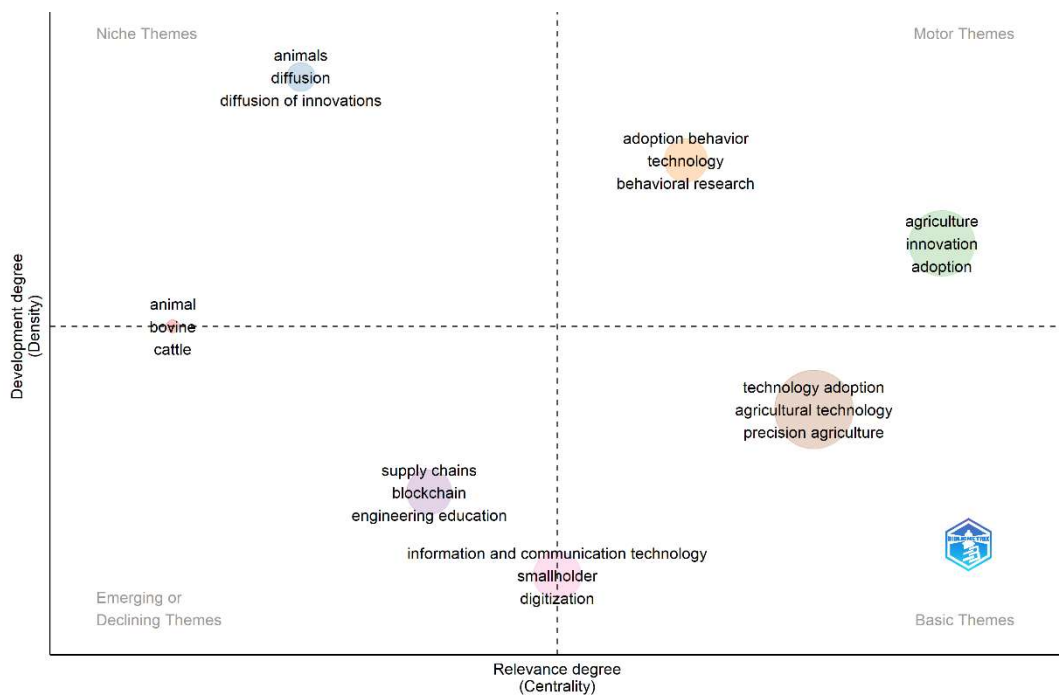 Niche Themes
Motor Themes
animals
diffusion
diffusion of innovations
adoption behavior
technology
behavioral research
agriculture
innovation
adoption
animal
bovine
cattle
technology adoption
agricultural technology
precision agriculture
supply chains
blockchain
engineering education
information and communication technology
smallholder
digitization
Emerging or
Declining Themes
Basic Themes
Development degree
(Density)
Relevance degree
(Centrality)